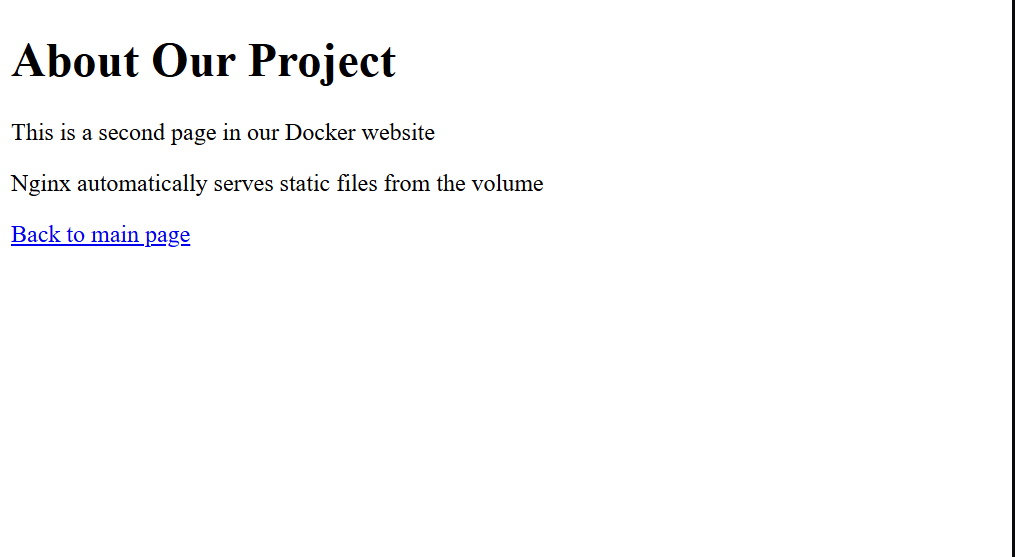 About Our Project
This is a second page in our Docker website
Nginx automatically serves static files from the volume
Back to main page